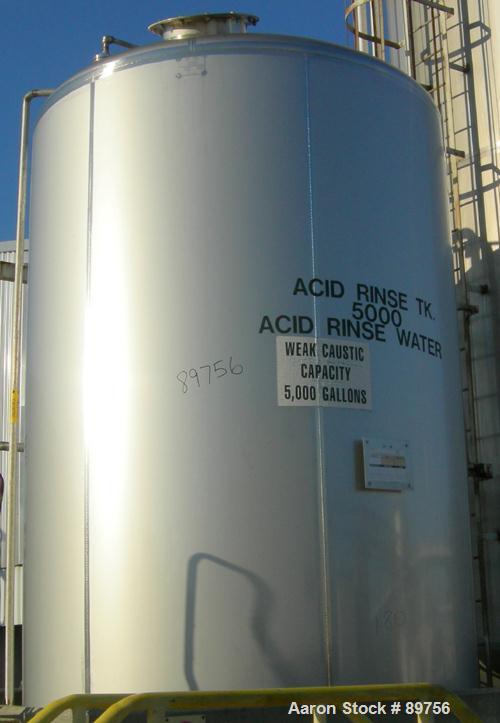 ACID RINSE TK.
5000
ACID RINSE WATER
WEAK CAUSTIC
CAPACITY
5,000 GALLONS
89756
Aaron Stock # 89756